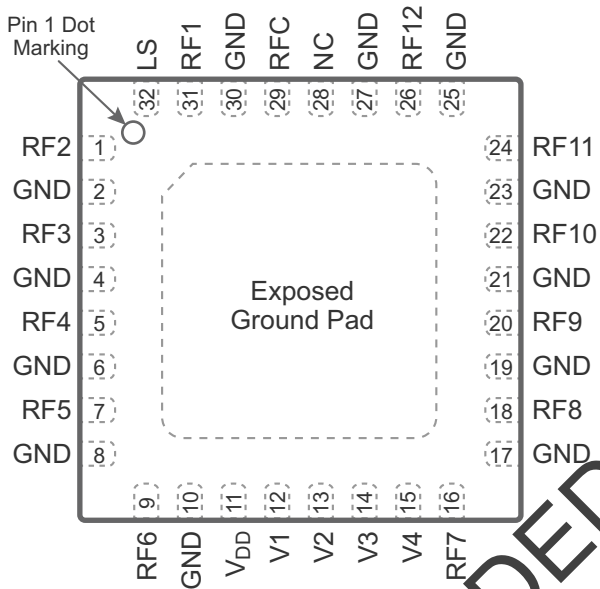 Pin 1 Dot
Marking
LS
RF1
GND
RFC
NC
GND
RF12
GND
32
31
30
29
28
27
26
25
RF2 1
GND 2
RF3 3
GND 4
RF4 5
GND 6
RF5 7
GND 8
24 RF11
23 GND
22 RF10
21 GND
20 RF9
19 GND
18 RF8
17 GND
Exposed
Ground Pad
9
10
11
12
13
14
15
16
RF6
GND
VDD
V1
V2
V3
V4
RF7